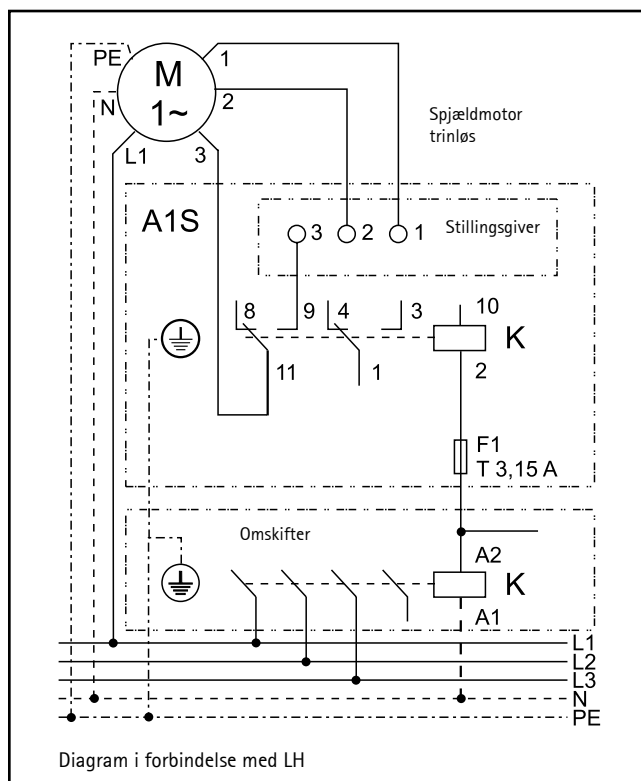 PE
1
M
1~
N
2
L1
3
Spjældmotor
trinløs
A1S
3
2
1
Stillingsgiver
8
9
4
3
10
K
11
1
2
F1
T 3,15 A
Omskifter
A2
K
A1
L1
L2
L3
N
PE
Diagram i forbindelse med LH